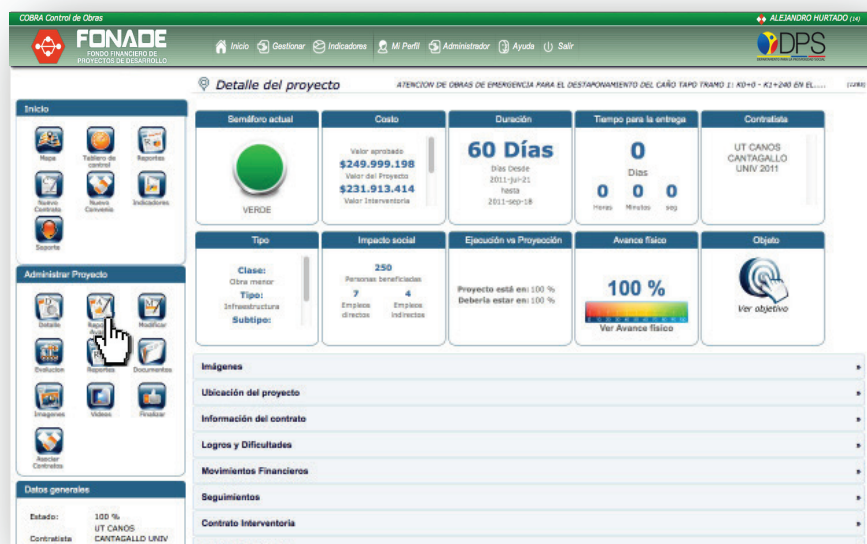 COBRA Control de Obras
ALEJANDRO HURTADO (14)
FONADE
FONDO FINANCIERO DE
PROYECTOS DE DESARROLLO
Inicio Gestionar Indicadores Mi Perfil Administrador Ayuda Salir
DPS
Detalle del proyecto
ATENCION DE OBRAS DE EMERGENCIA PARA EL DESTAPONAMIENTO DEL CAÑO TAPO TRAMO 1: K0+0 - K1+240 EN EL.....
Inicio
Mapa
Tablero de
control
Reportes
Nuevo
Contrato
Nuevo
Convenio
Indicadores
Soporte
Administrar Proyecto
Detalle
Modificar
Evolucion
Reportes
Documentos
Imagenes
Videos
Finalizar
Asociar
Contratos
Datos generales
Estado: 100 %
Contratista
UT CANOS
CANTAGALLO UNIV
Semáforo actual
VERDE
Costo
Valor aprobado
$249.999.198
Valor del Proyecto
$231.913.414
Valor Interventoria
Duración
60 Días
Días Desde
2011-jul-21
hasta
2011-sep-18
Tiempo para la entrega
0
Dias
0 0 0
Horas Minutos seg
Contratista
UT CANOS
CANTAGALLO
UNIV 2011
Tipo
Clase:
Obra menor
Tipo:
Infraestructura
Subtipo:
Impacto social
250
Personas beneficiadas
7 4
Empleos Empleos
directos indirectos
Ejecución vs Proyección
Proyecto está en: 100 %
Debería estar en: 100 %
Avance físico
100 %
Ver Avance físico
Objeto
Ver objetivo
Imágenes »
Ubicación del proyecto »
Información del contrato »
Logros y Dificultades »
Movimientos Financieros »
Seguimientos »
Contrato Interventoria »